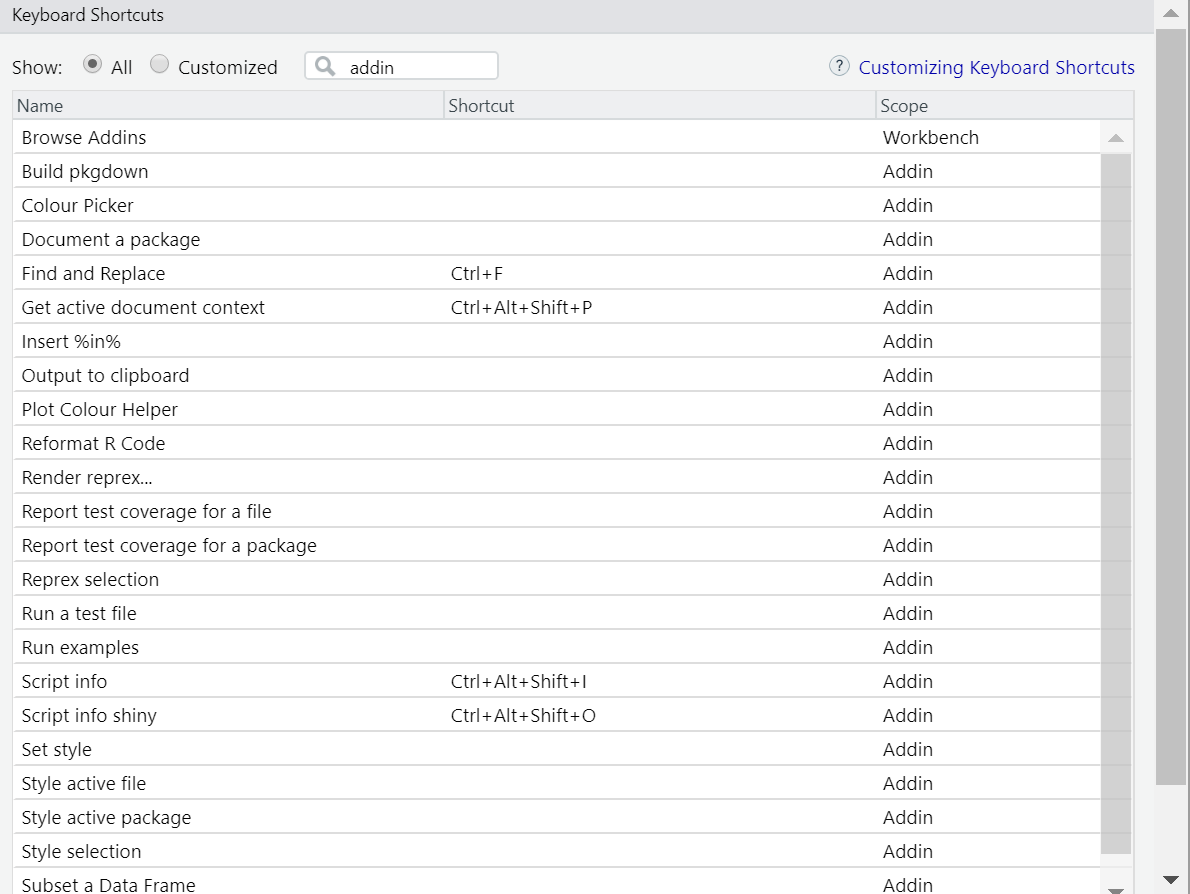 Keyboard Shortcuts
Show: All Customized addin ? Customizing Keyboard Shortcuts
Name Shortcut Scope
Browse Addins Workbench
Build pkgdown Addin
Colour Picker Addin
Document a package Addin
Find and Replace Ctrl+F Addin
Get active document context Ctrl+Alt+Shift+P Addin
Insert %in% Addin
Output to clipboard Addin
Plot Colour Helper Addin
Reformat R Code Addin
Render reprex... Addin
Report test coverage for a file Addin
Report test coverage for a package Addin
Reprex selection Addin
Run a test file Addin
Run examples Addin
Script info Ctrl+Alt+Shift+I Addin
Script info shiny Ctrl+Alt+Shift+O Addin
Set style Addin
Style active file Addin
Style active package Addin
Style selection Addin
Subset a Data Frame Addin